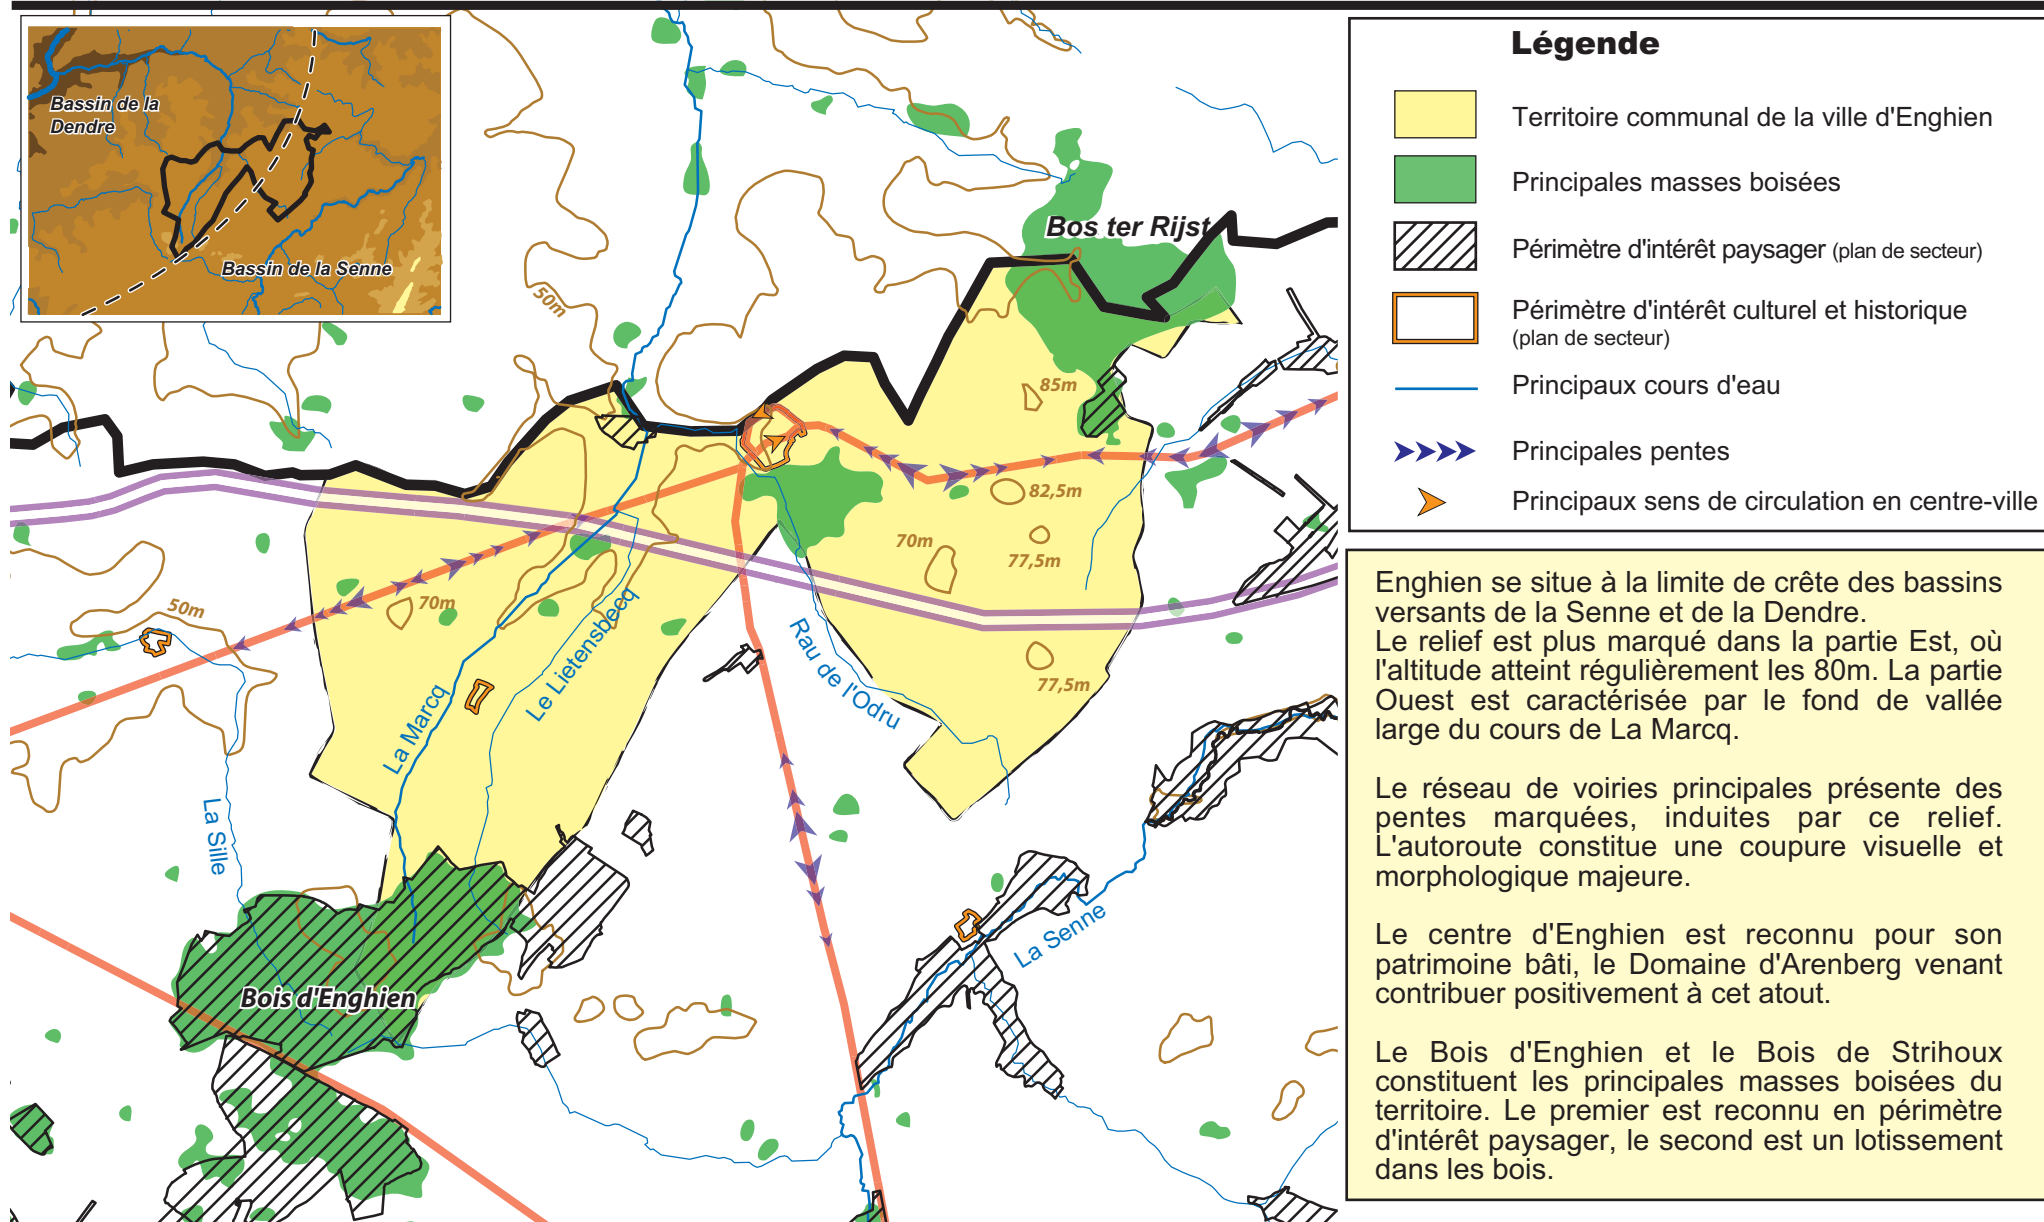 Bassin de la
Dendre
Bassin de la Senne
Bos ter Rijst
50m
85m
82,5m
70m
77,5m
70m
50m
77,5m
Le Lietensbecq
Rau de l'Odru
La Marcq
La Sille
La Senne
Bois d'Enghien
Légende
Territoire communal de la ville d'Enghien
Principales masses boisées
Périmètre d'intérêt paysager (plan de secteur)
Périmètre d'intérêt culturel et historique
(plan de secteur)
Principaux cours d'eau
Principales pentes
Principaux sens de circulation en centre-ville
Enghien se situe à la limite de crête des bassins
versants de la Senne et de la Dendre.
Le relief est plus marqué dans la partie Est, où
l'altitude atteint régulièrement les 80m. La partie
Ouest est caractérisée par le fond de vallée
large du cours de La Marcq.
Le réseau de voiries principales présente des
pentes marquées, induites par ce relief.
L'autoroute constitue une coupure visuelle et
morphologique majeure.
Le centre d'Enghien est reconnu pour son
patrimoine bâti, le Domaine d'Arenberg venant
contribuer positivement à cet atout.
Le Bois d'Enghien et le Bois de Strihoux
constituent les principales masses boisées du
territoire. Le premier est reconnu en périmètre
d'intérêt paysager, le second est un lotissement
dans les bois.